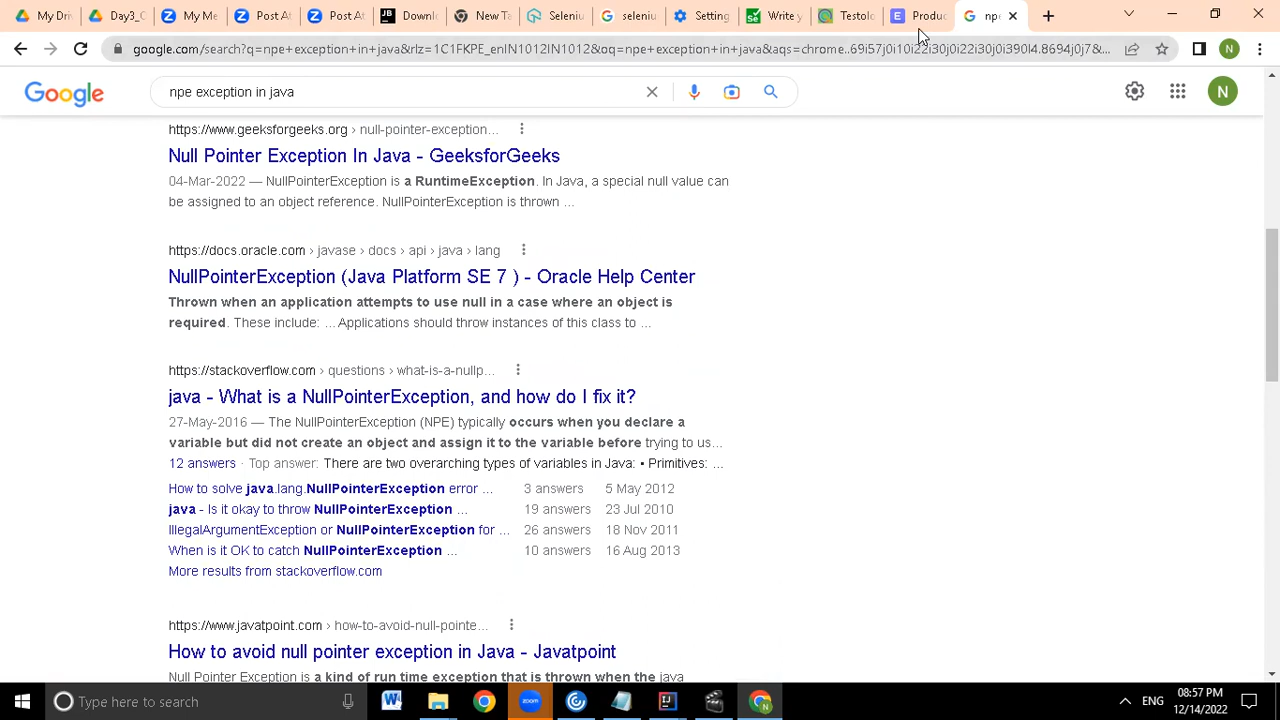 My Dri
Day3_C
My Me
Post At
Post At
Downl
New Ta
Seleniu
seleniu
Setting
Write y
Testolo
Produc
npe
google.com/search?q=npe+exception+in+java&rlz=1C1FKPE_enIN1012IN1012&oq=npe+exception+in+java&aqs=chrome..69i57j0i10i22i30j0i22i30j0i390l4.8694j0j7&...
N
Google
npe exception in java
N
https://www.geeksforgeeks.org › null-pointer-exception...
Null Pointer Exception In Java - GeeksforGeeks
04-Mar-2022 — NullPointerException is a RuntimeException. In Java, a special null value can
be assigned to an object reference. NullPointerException is thrown ...
https://docs.oracle.com › javase › docs › api › java › lang
NullPointerException (Java Platform SE 7 ) - Oracle Help Center
Thrown when an application attempts to use null in a case where an object is
required. These include: ... Applications should throw instances of this class to ...
https://stackoverflow.com › questions › what-is-a-nullp...
java - What is a NullPointerException, and how do I fix it?
27-May-2016 — The NullPointerException (NPE) typically occurs when you declare a
variable but did not create an object and assign it to the variable before trying to us...
12 answers · Top answer: There are two overarching types of variables in Java: • Primitives: ...
How to solve java.lang.NullPointerException error ... 3 answers 5 May 2012
java - Is it okay to throw NullPointerException ... 19 answers 23 Jul 2010
IllegalArgumentException or NullPointerException for ... 26 answers 18 Nov 2011
When is it OK to catch NullPointerException ... 10 answers 16 Aug 2013
More results from stackoverflow.com
https://www.javatpoint.com › how-to-avoid-null-pointe...
How to avoid null pointer exception in Java - Javatpoint
Null Pointer Exception is a kind of run time exception that is thrown when the java
Type here to search
zoom
ENG
08:57 PM
12/14/2022